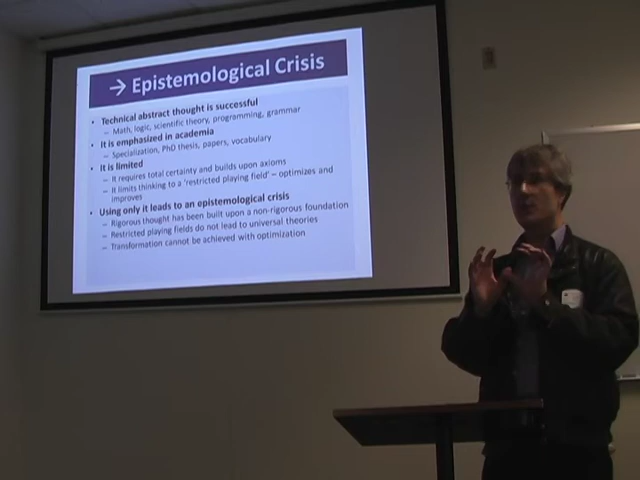 → Epistemological Crisis
• Technical abstract thought is successful
– Math, logic, scientific theory, programming, grammar
• It is emphasized in academia
– Specialization, PhD thesis, papers, vocabulary
• It is limited
– It requires total certainty and builds upon axioms
– It limits thinking to a 'restricted playing field' – optimizes and
improves
• Using only it leads to an epistemological crisis
– Rigorous thought has been built upon a non-rigorous foundation
– Restricted playing fields do not lead to universal theories
– Transformation cannot be achieved with optimization